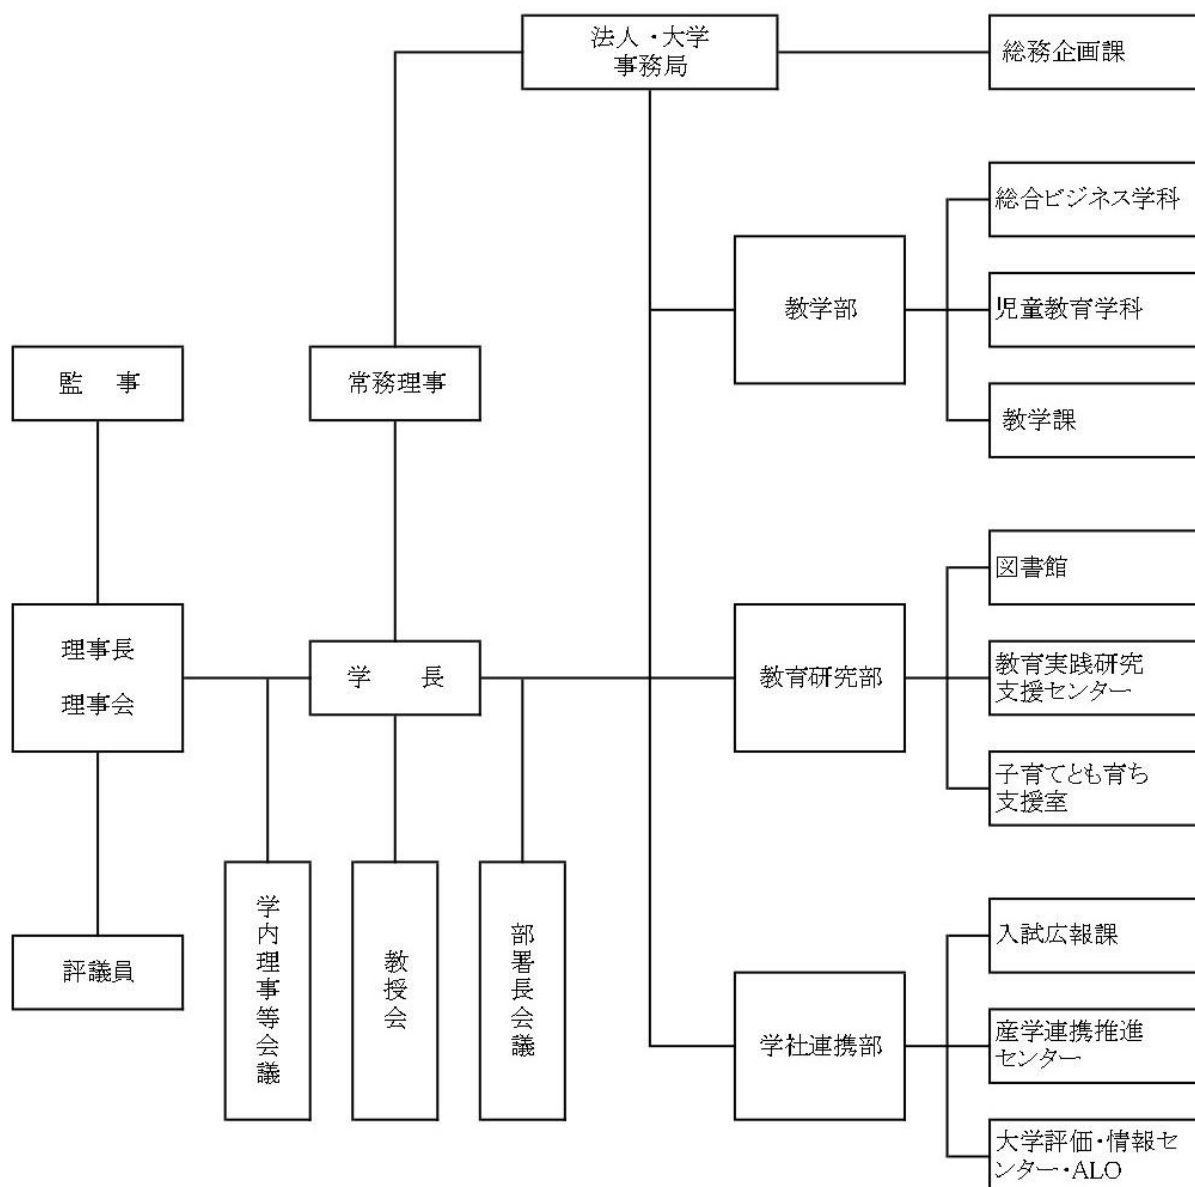 法人・大学
事務局
総務企画課
総合ビジネス学科
教学部
児童教育学科
教学課
監　事
常務理事
図書館
理事長
理事会
学　長
教育研究部
教育実践研究
支援センター
子育てとも育ち
支援室
評議員
学内理事等会議
教授会
部署長会議
入試広報課
学社連携部
産学連携推進
センター
大学評価・情報セ
ンター・ALO